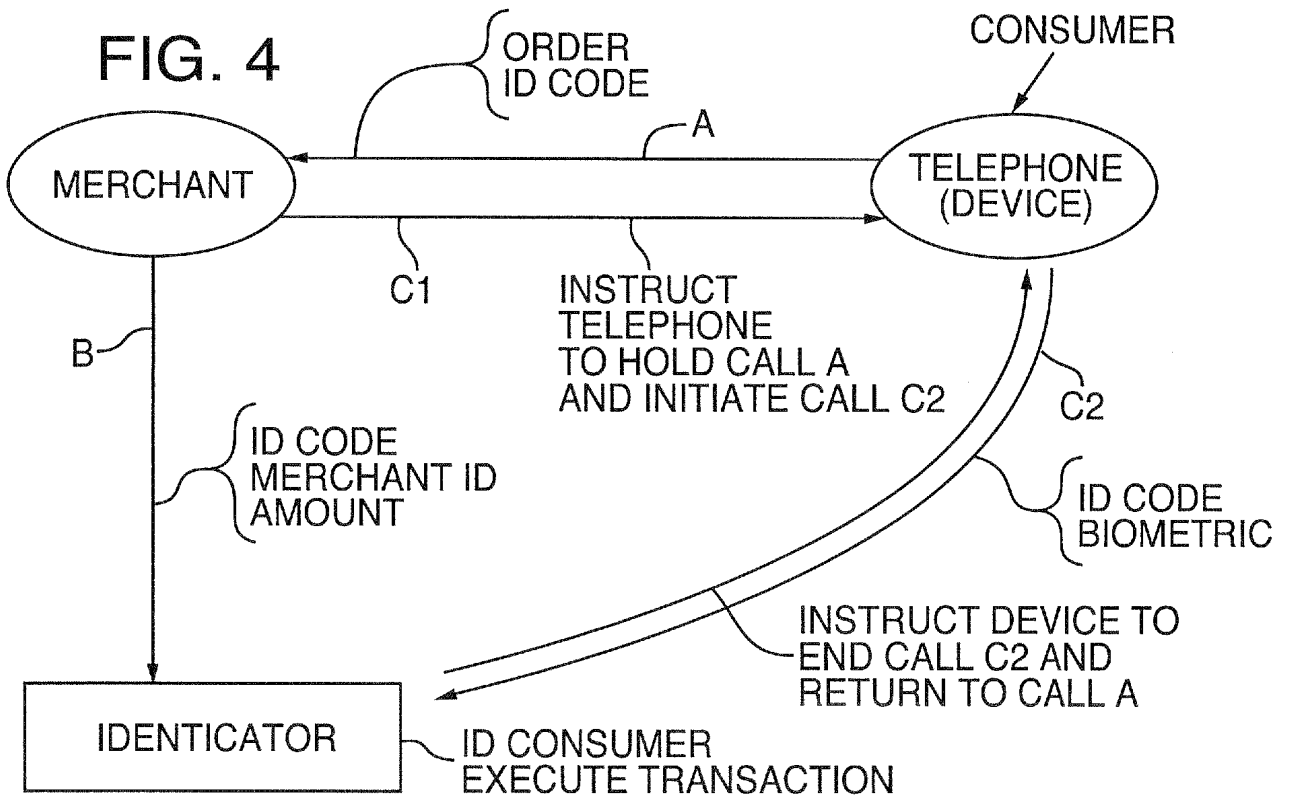 FIG. 4
ORDER
ID CODE
CONSUMER
A
MERCHANT
TELEPHONE
(DEVICE)
C1
INSTRUCT
TELEPHONE
TO HOLD CALL A
AND INITIATE CALL C2
B
C2
ID CODE
MERCHANT ID
AMOUNT
ID CODE
BIOMETRIC
INSTRUCT DEVICE TO
END CALL C2 AND
RETURN TO CALL A
IDENTICATOR
ID CONSUMER
EXECUTE TRANSACTION